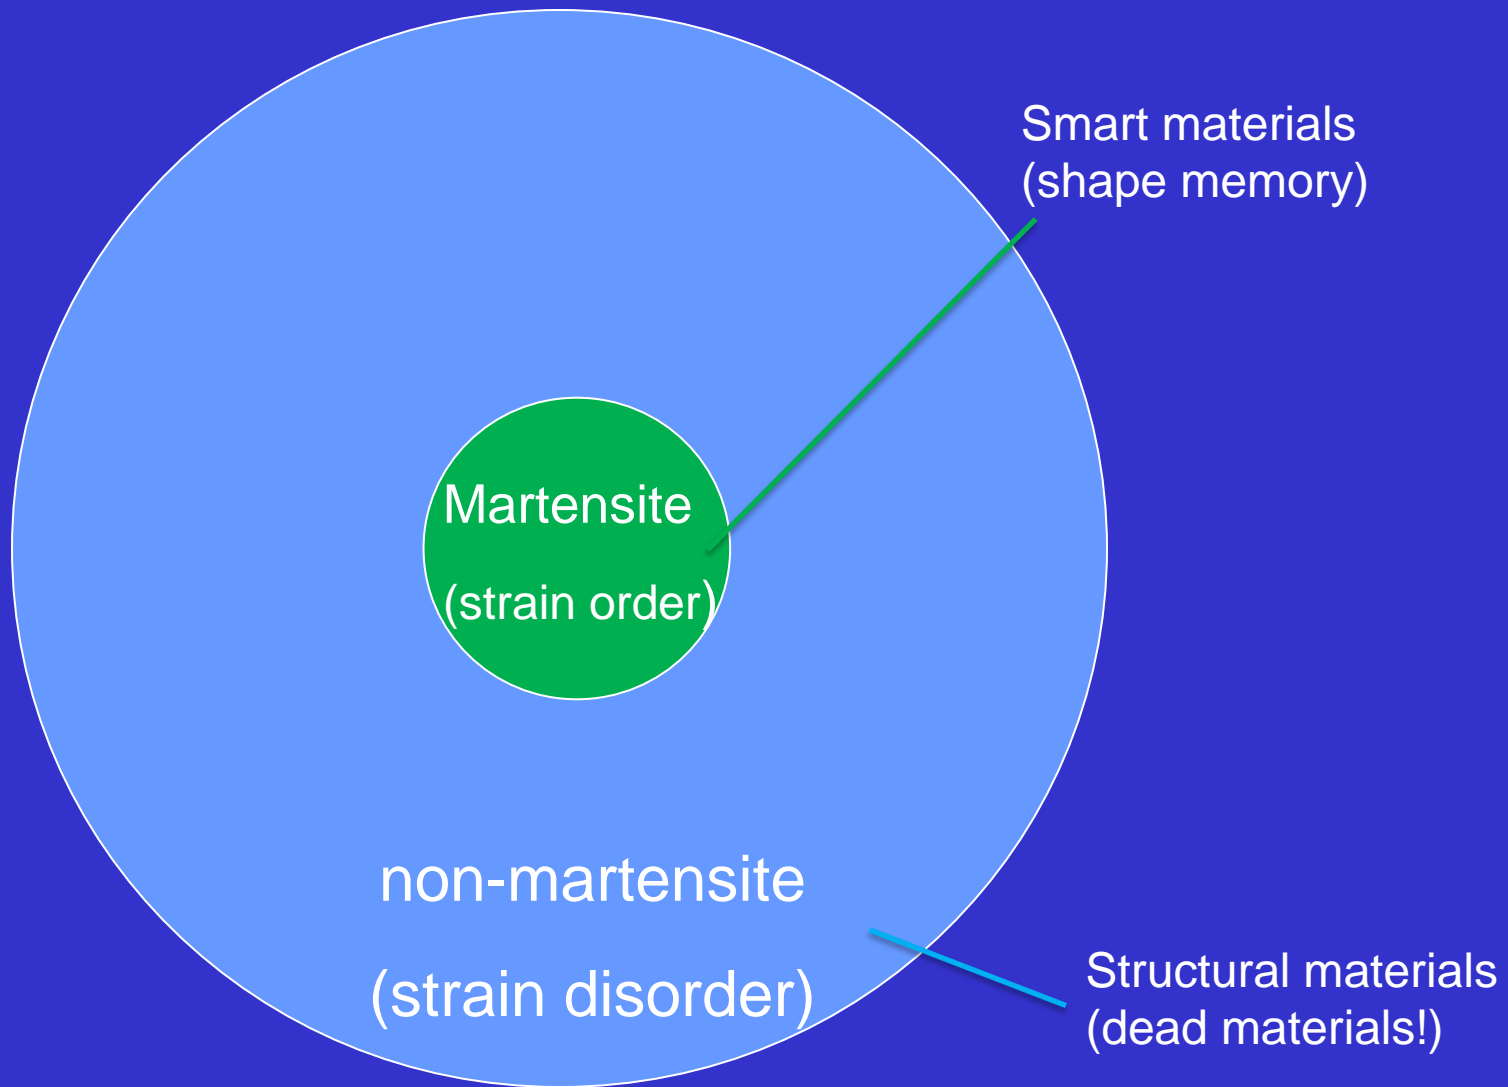 Smart materials
(shape memory)
Martensite
(strain order)
non-martensite
(strain disorder)
Structural materials
(dead materials!)